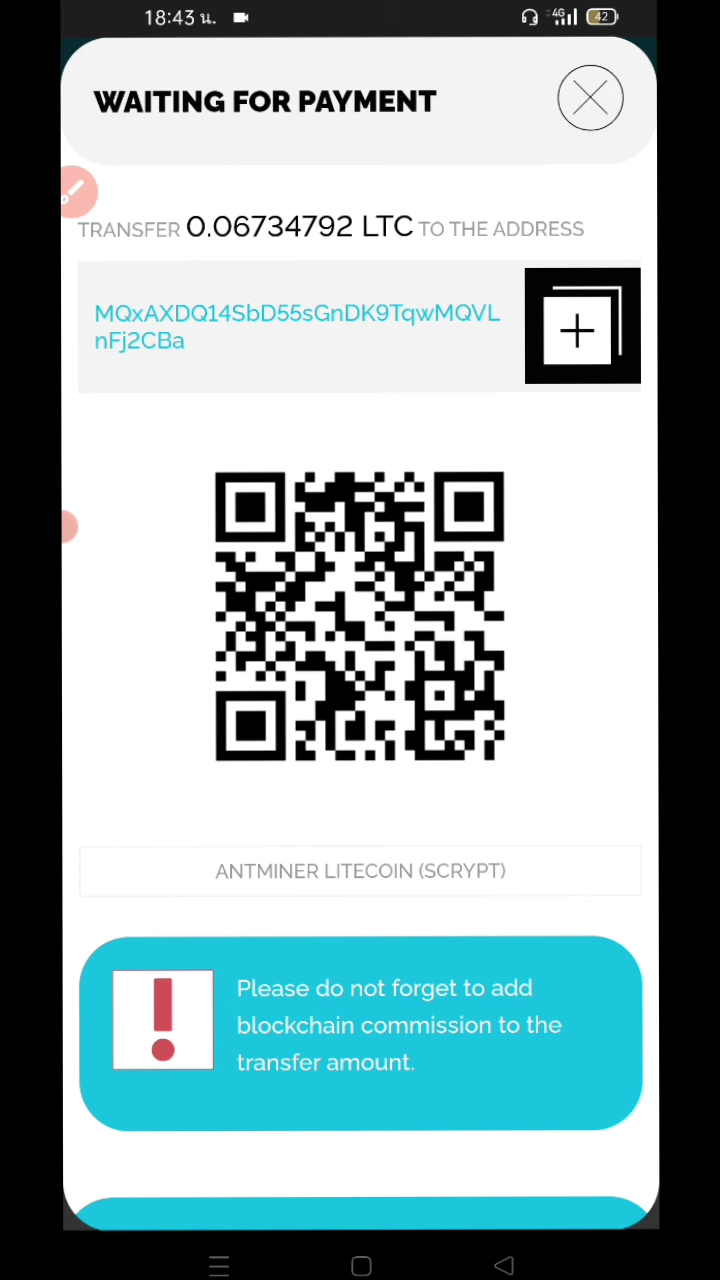 18:43 น.
4G
42
WAITING FOR PAYMENT
TRANSFER 0.06734792 LTC TO THE ADDRESS
MQxAXDQ14SbD55sGnDK9TqwMQVL
nFj2CBa
ANTMINER LITECOIN (SCRYPT)
Please do not forget to add
blockchain commission to the
transfer amount.